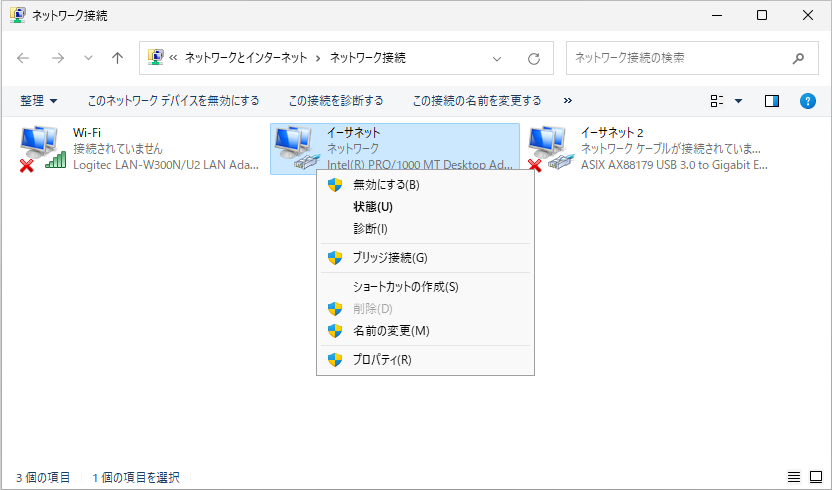 ネットワーク接続
« ネットワークとインターネット › ネットワーク接続
ネットワーク接続の検索
整理 このネットワーク デバイスを無効にする この接続を診断する この接続の名前を変更する »
Wi-Fi
接続されていません
Logitec LAN-W300N/U2 LAN Ada...
イーサネット
ネットワーク
Intel(R) PRO/1000 MT Desktop Ad...
イーサネット 2
ネットワーク ケーブルが接続されていま...
ASIX AX88179 USB 3.0 to Gigabit E...
無効にする(B)
状態(U)
診断(I)
ブリッジ接続(G)
ショートカットの作成(S)
削除(D)
名前の変更(M)
プロパティ(R)
3 個の項目 1 個の項目を選択